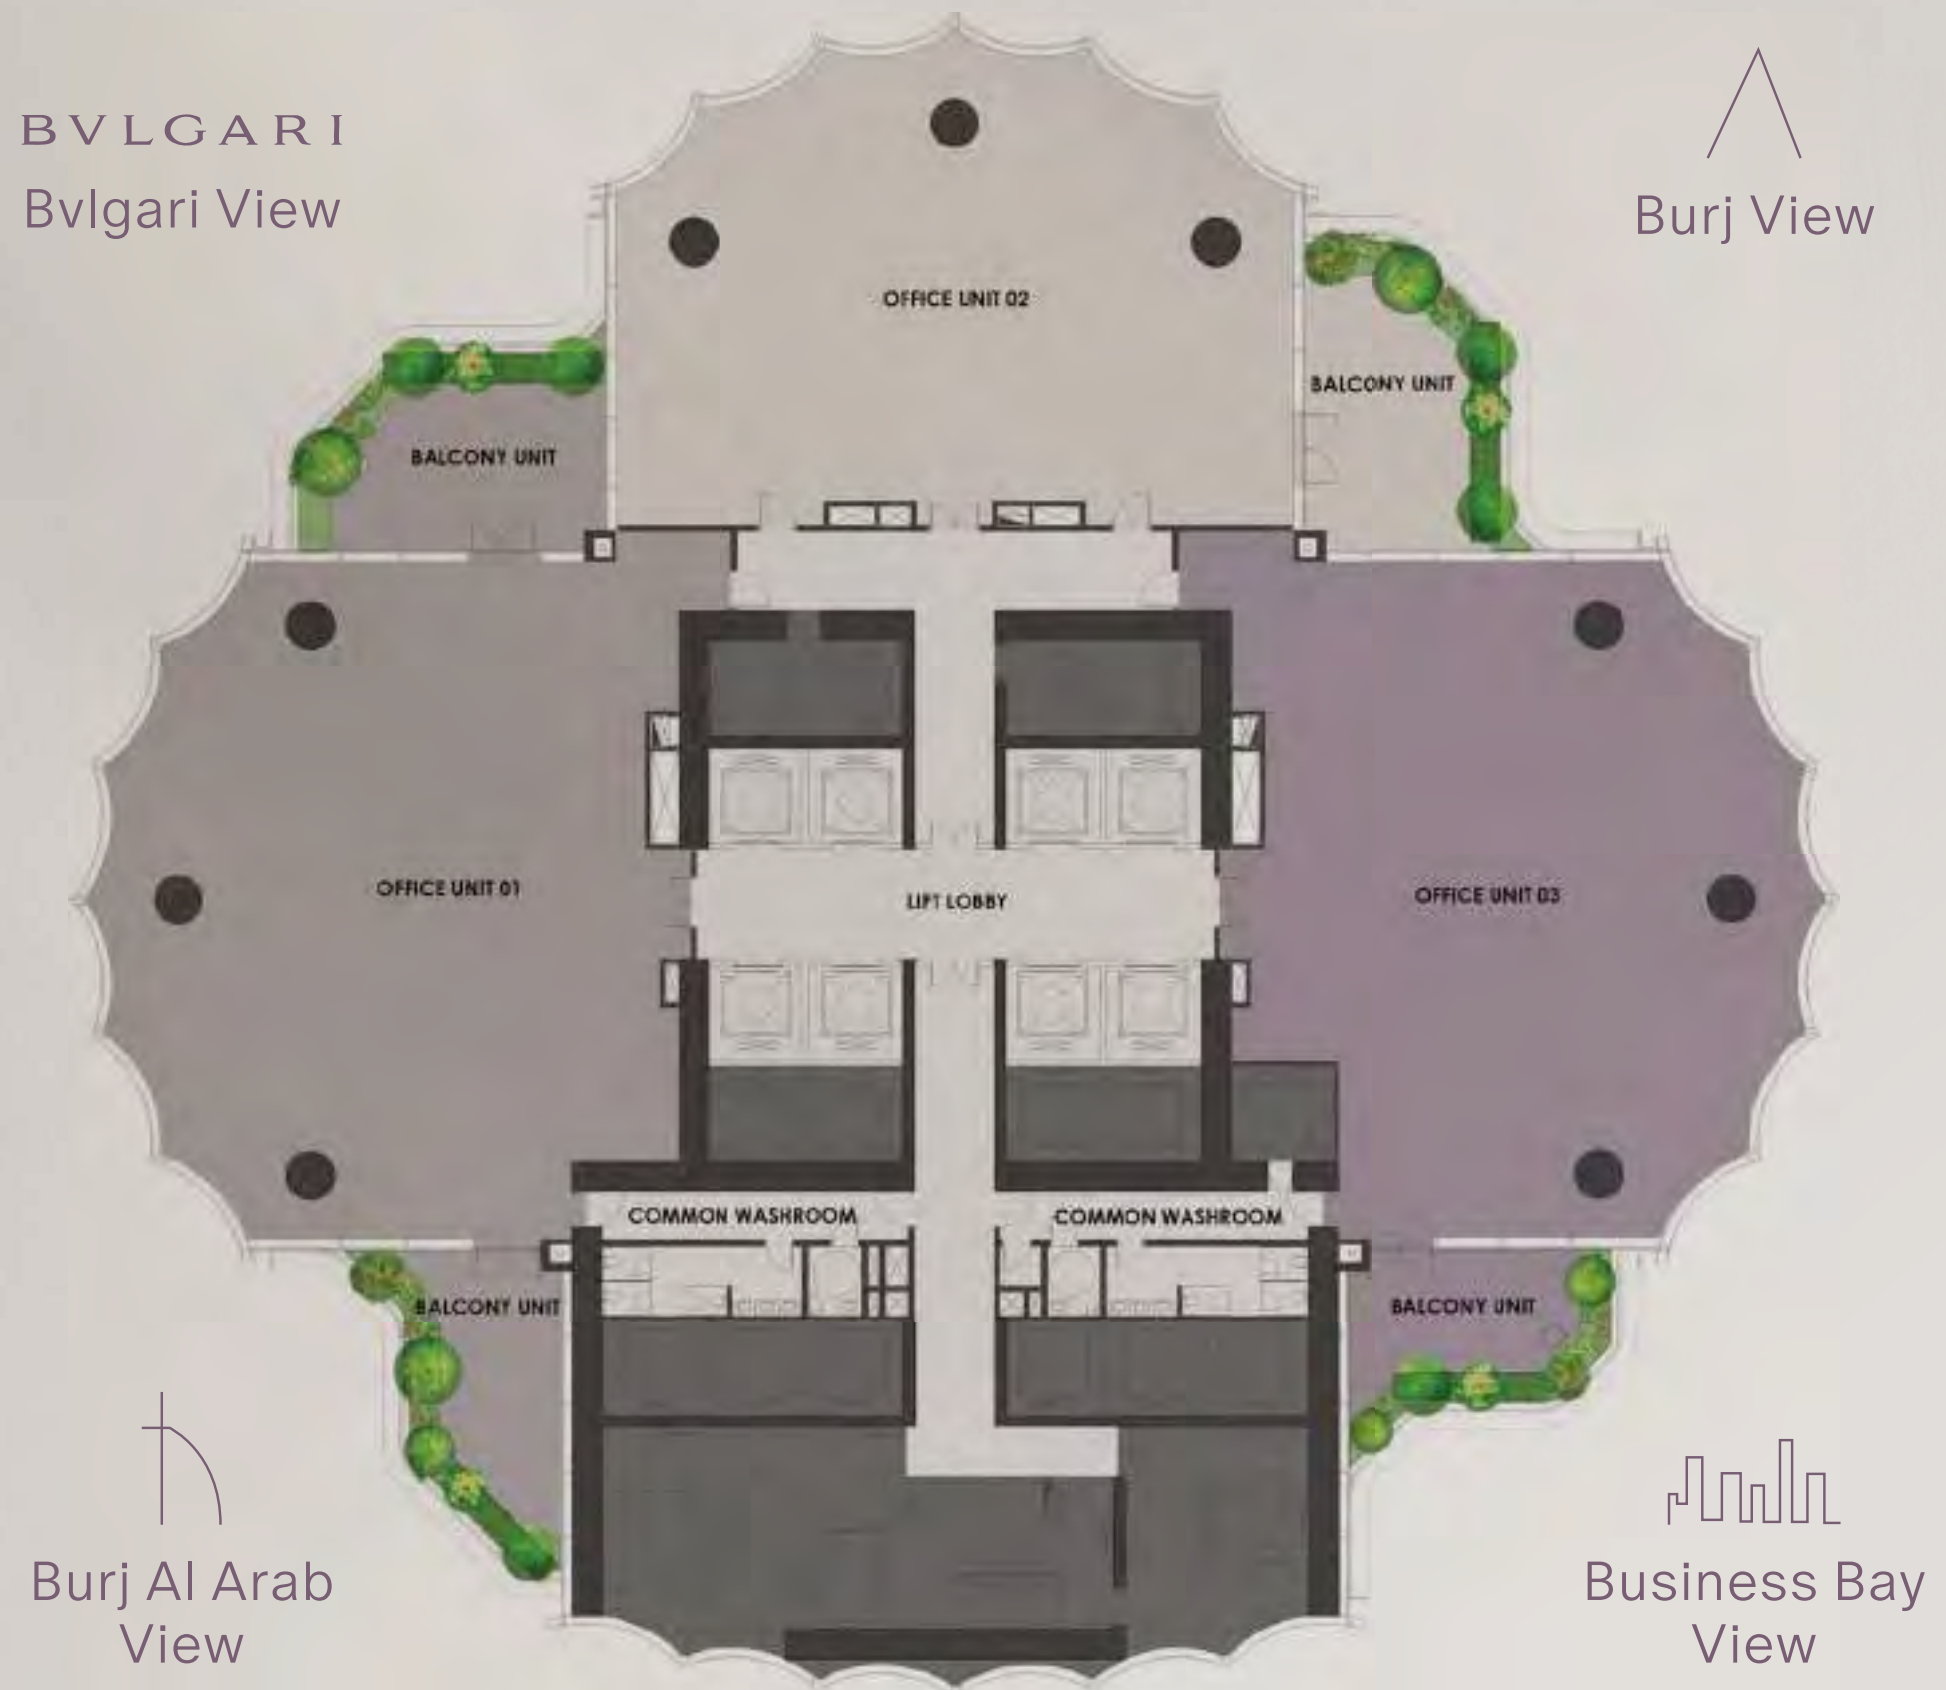 BVLGARI
Bvlgari View
Burj View
OFFICE UNIT 02
BALCONY UNIT
BALCONY UNIT
OFFICE UNIT 01
LIFT LOBBY
OFFICE UNIT 03
COMMON WASHROOM
COMMON WASHROOM
BALCONY UNIT
BALCONY UNIT
Burj Al Arab
View
Business Bay
View